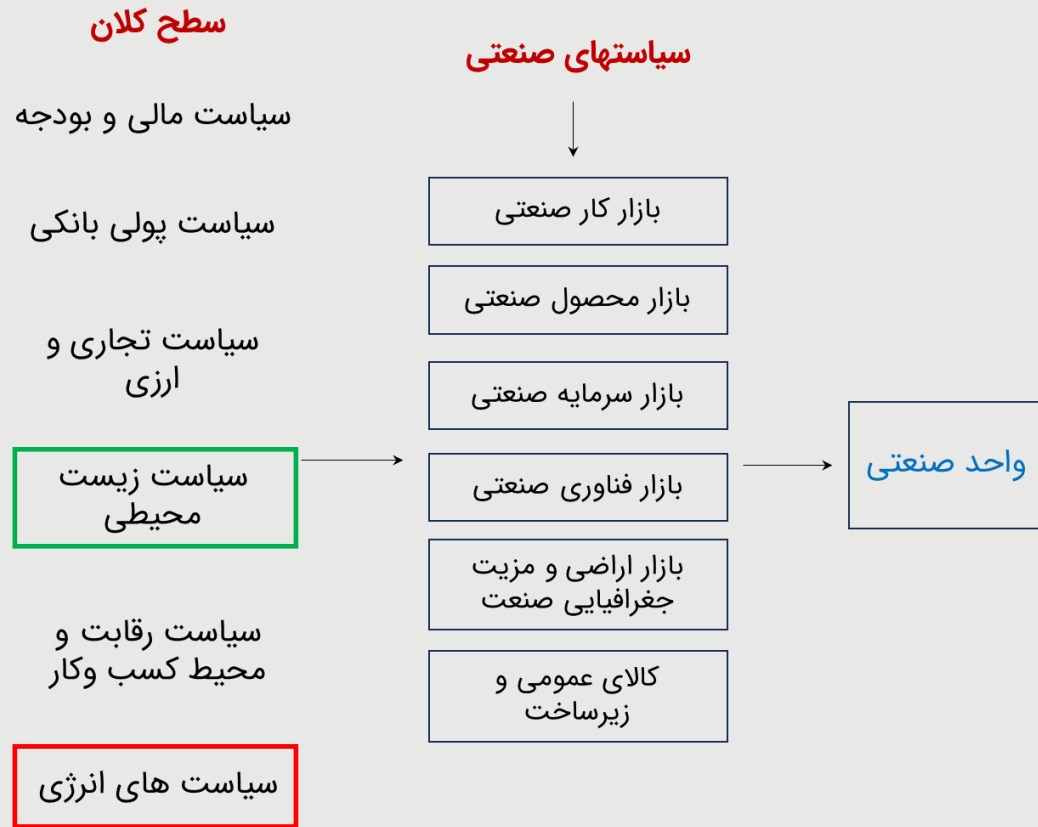 سطح کلان
سیاست مالی و بودجه
سیاست پولی بانکی
سیاست تجاری و
ارزی
سیاست زیست
محیطی
سیاست رقابت و
محیط کسب وکار
سیاست های انرژی
سیاستهای صنعتی
بازار کار صنعتی
بازار محصول صنعتی
بازار سرمایه صنعتی
بازار فناوری صنعتی
بازار اراضی و مزیت
جغرافیایی صنعت
کالای عمومی و
زیرساخت
واحد صنعتی